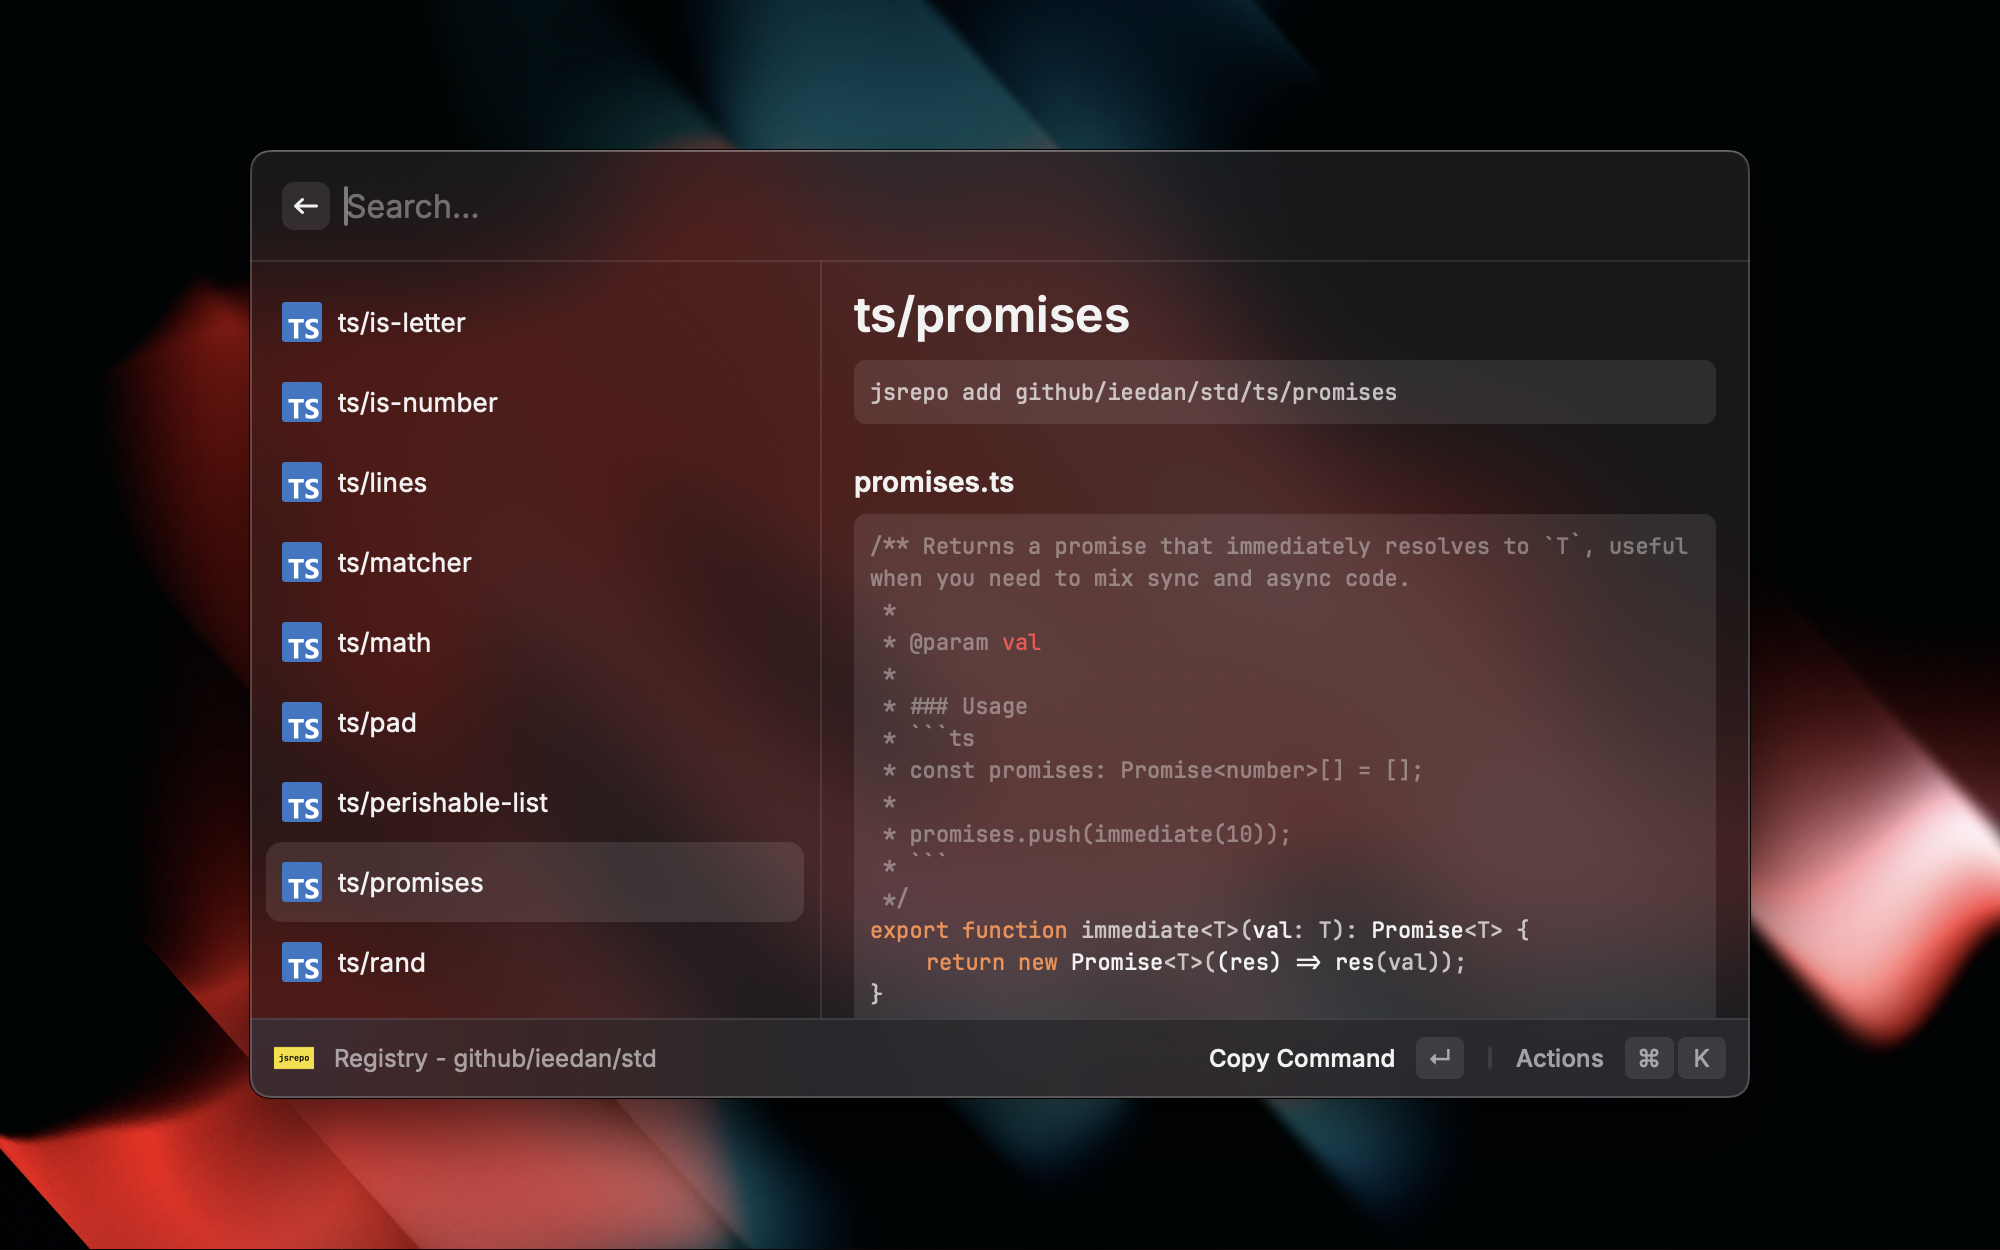 Search...
TS ts/is-letter
TS ts/is-number
TS ts/lines
TS ts/matcher
TS ts/math
TS ts/pad
TS ts/perishable-list
TS ts/promises
TS ts/rand
ts/promises
jsrepo add github/ieedan/std/ts/promises
promises.ts
/** Returns a promise that immediately resolves to `T`, useful
when you need to mix sync and async code.
 *
 * @param val
 *
 * ### Usage
 * ```ts
 * const promises: Promise<number>[] = [];
 *
 * promises.push(immediate(10));
 * ```
 */
export function immediate<T>(val: T): Promise<T> {
    return new Promise<T>((res) => res(val));
}
jsrepo Registry - github/ieedan/std
Copy Command ↵ | Actions ⌘ K